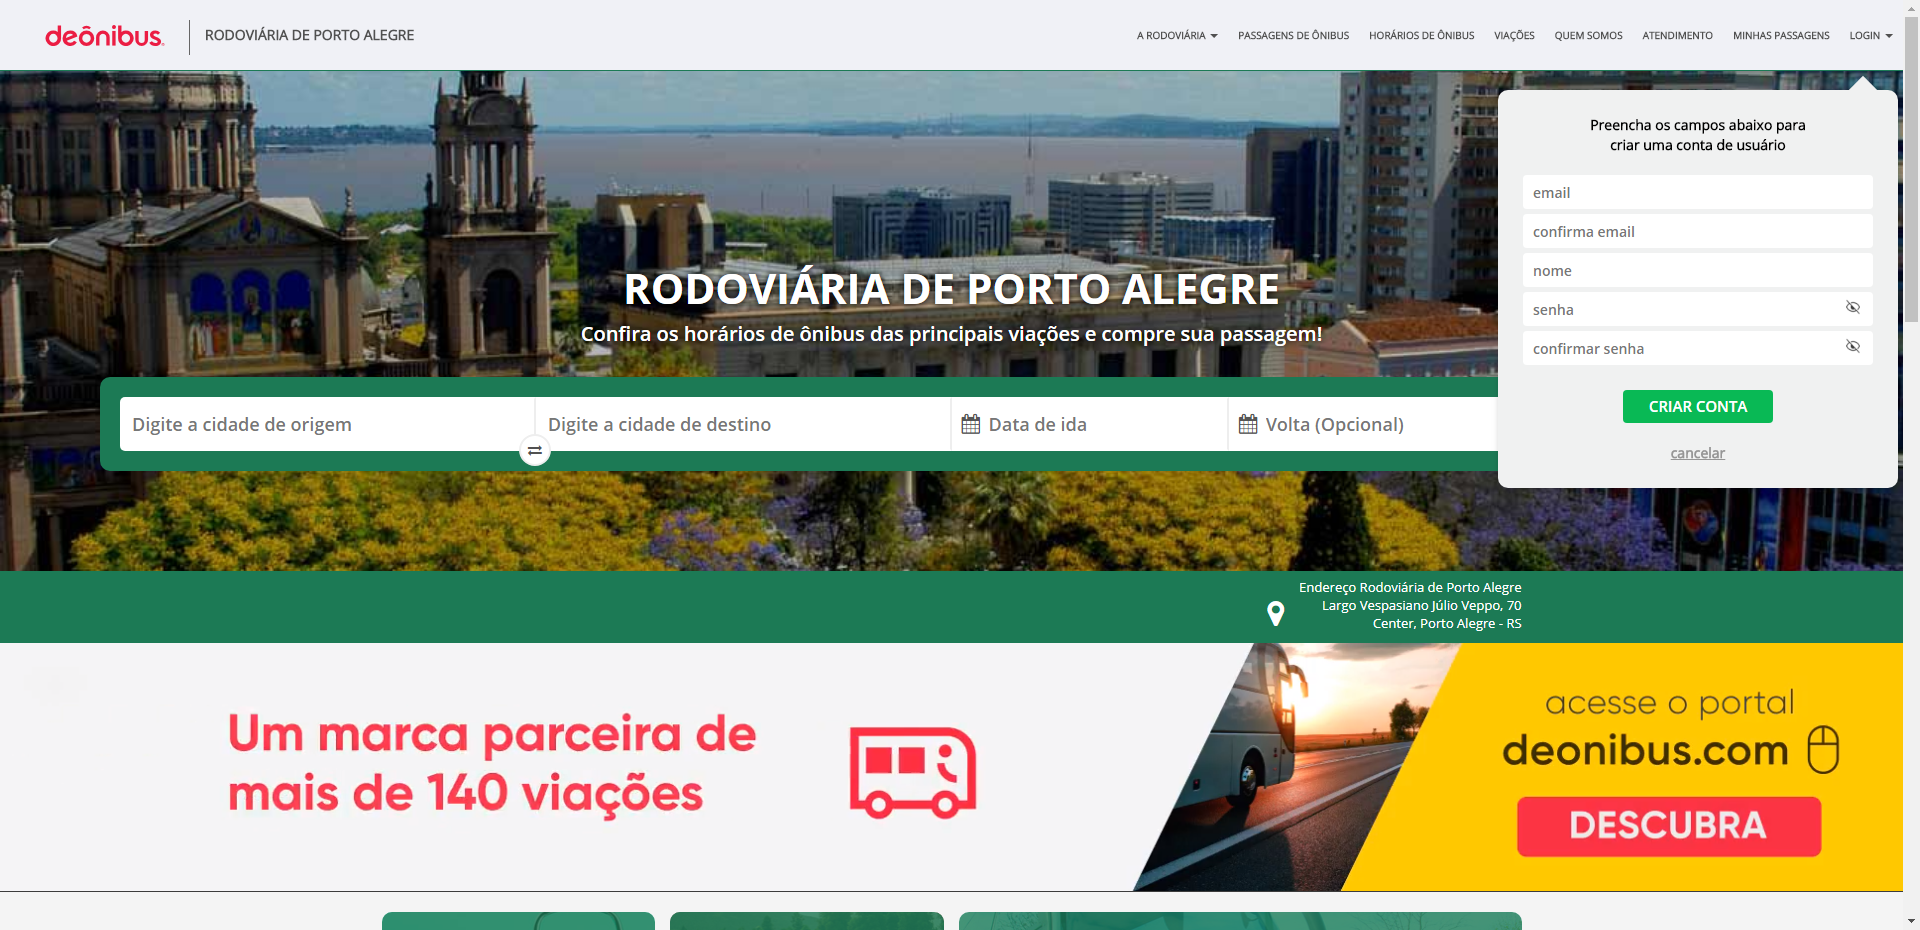 deônibus.
RODOVIÁRIA DE PORTO ALEGRE
A RODOVIÁRIA
PASSAGENS DE ÔNIBUS
HORÁRIOS DE ÔNIBUS
VIAÇÕES
QUEM SOMOS
ATENDIMENTO
MINHAS PASSAGENS
LOGIN
Preencha os campos abaixo para
criar uma conta de usuário
email
confirma email
nome
senha
confirmar senha
CRIAR CONTA
cancelar
RODOVIÁRIA DE PORTO ALEGRE
Confira os horários de ônibus das principais viações e compre sua passagem!
Digite a cidade de origem
Digite a cidade de destino
Data de ida
Volta (Opcional)
Endereço Rodoviária de Porto Alegre
Largo Vespasiano Júlio Veppo, 70
Center, Porto Alegre - RS
Um marca parceira de
mais de 140 viações
acesse o portal
deonibus.com
DESCUBRA